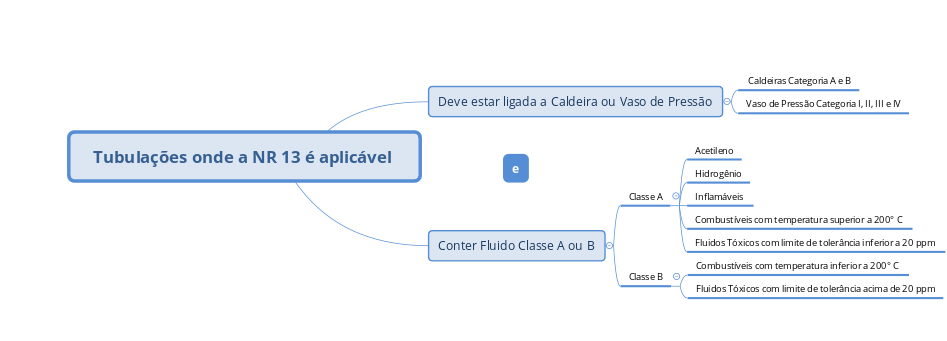 Tubulações onde a NR 13 é aplicável
Deve estar ligada a Caldeira ou Vaso de Pressão
Caldeiras Categoria A e B
Vaso de Pressão Categoria I, II, III e IV
e
Conter Fluido Classe A ou B
Classe A
Acetileno
Hidrogênio
Inflamáveis
Combustíveis com temperatura superior a 200° C
Fluidos Tóxicos com limite de tolerância inferior a 20 ppm
Classe B
Combustíveis com temperatura inferior a 200° C
Fluidos Tóxicos com limite de tolerância acima de 20 ppm